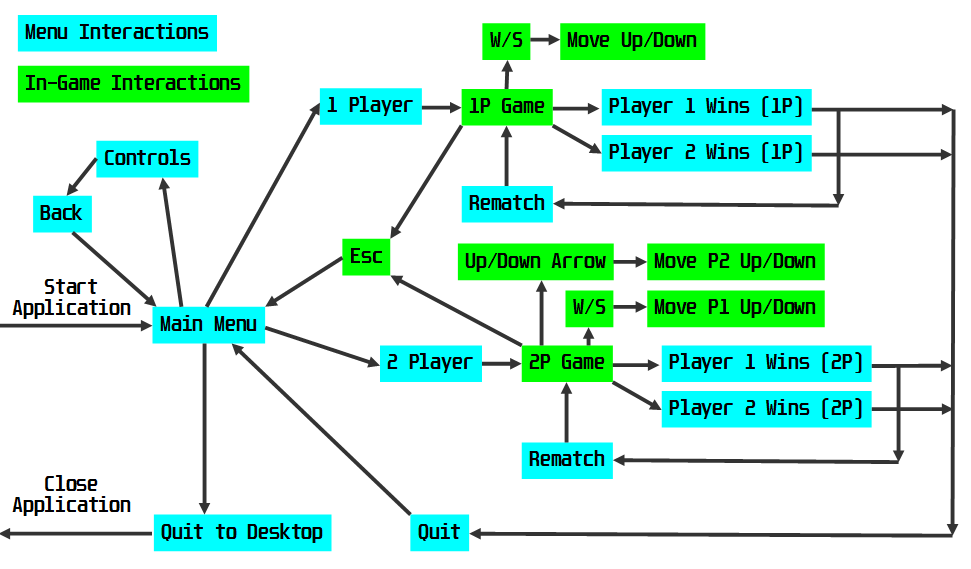 Menu Interactions
In-Game Interactions
W/S
Move Up/Down
1 Player
1P Game
Player 1 Wins (1P)
Player 2 Wins (1P)
Controls
Back
Rematch
Esc
Up/Down Arrow
Move P2 Up/Down
Start
Application
W/S
Move P1 Up/Down
Main Menu
2 Player
2P Game
Player 1 Wins (2P)
Player 2 Wins (2P)
Rematch
Close
Application
Quit to Desktop
Quit